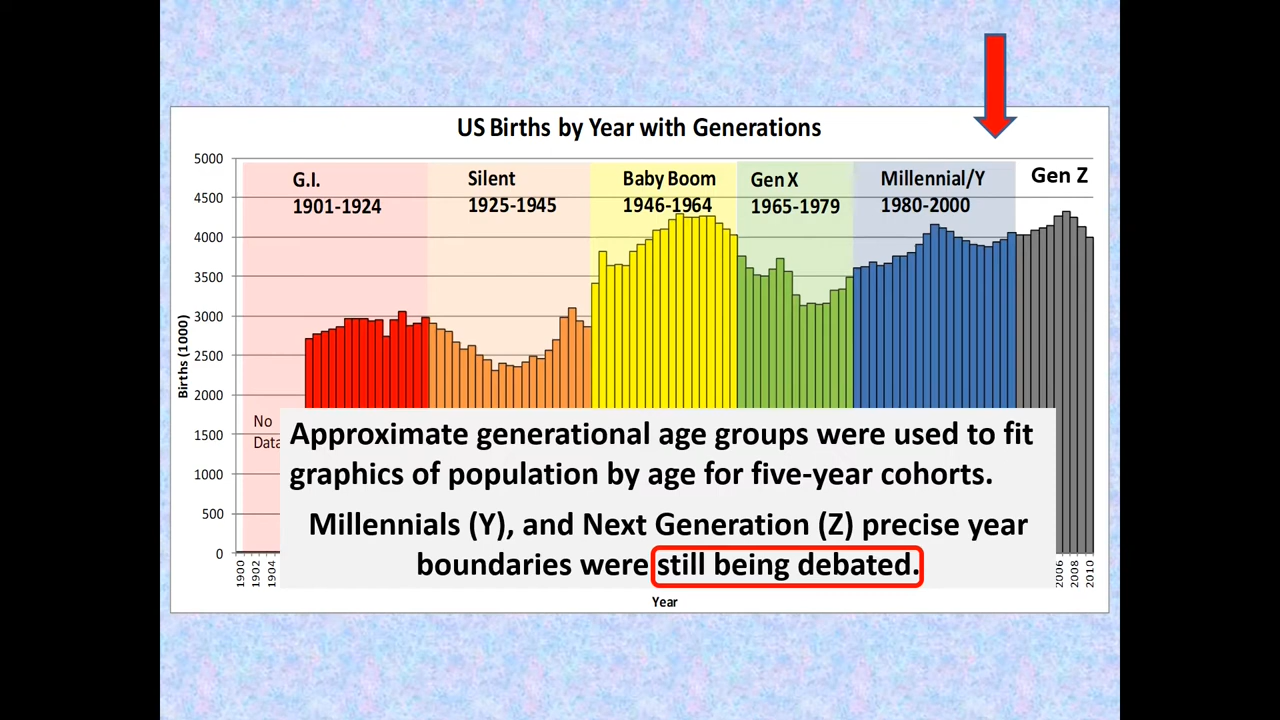 US Births by Year with Generations
G.I.
1901-1924
Silent
1925-1945
Baby Boom
1946-1964
Gen X
1965-1979
Millennial/Y
1980-2000
Gen Z
5000
4500
4000
3500
3000
2500
2000
1500
1000
500
0
Births (1000)
No
Data
Approximate generational age groups were used to fit
graphics of population by age for five-year cohorts.
Millennials (Y), and Next Generation (Z) precise year
boundaries were still being debated.
1900
1902
1904
2006
2008
2010
Year